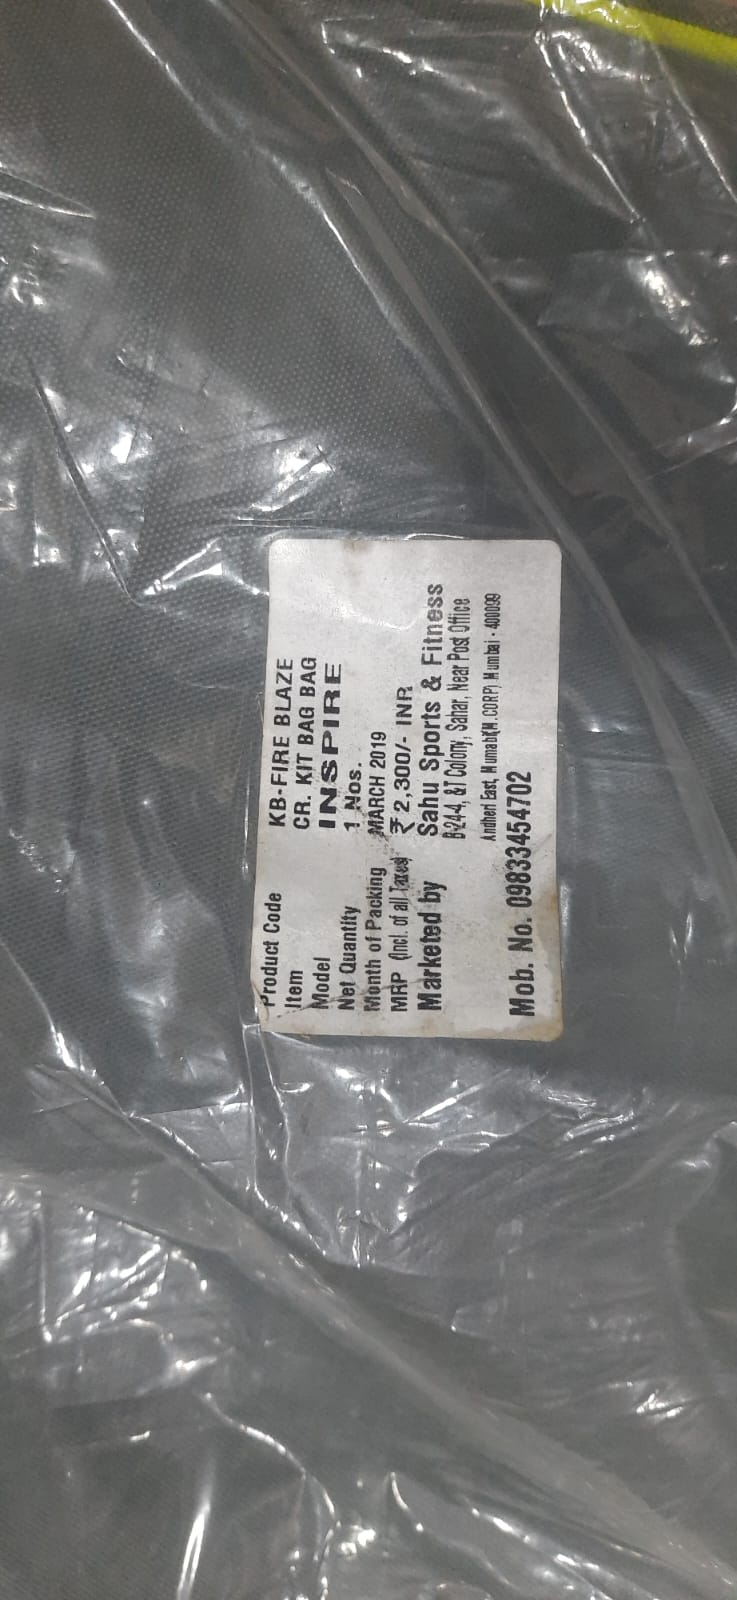 Product Code KB-FIRE BLAZE
Item CR. KIT BAG BAG
Model INSPIRE
Net Quantity 1 Nos.
Month of Packing MARCH 2019
MRP (Incl. of all Taxes) ₹ 2,300/- INR
Marketed by Sahu Sports & Fitness
B-244, &T Colony, Sahar, Near Post Office
Andheri East, Mumab(M.CORP) Mumbai - 400099
Mob. No. 09833454702